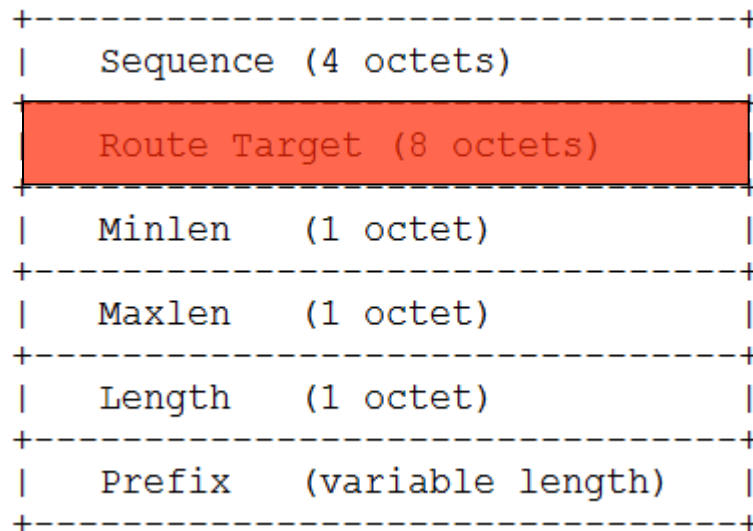 +---------------------------------+
|   Sequence (4 octets)           |
+---------------------------------+
|   Route Target (8 octets)       |
+---------------------------------+
|   Minlen   (1 octet)            |
+---------------------------------+
|   Maxlen   (1 octet)            |
+---------------------------------+
|   Length   (1 octet)            |
+---------------------------------+
|   Prefix   (variable length)    |
+---------------------------------+